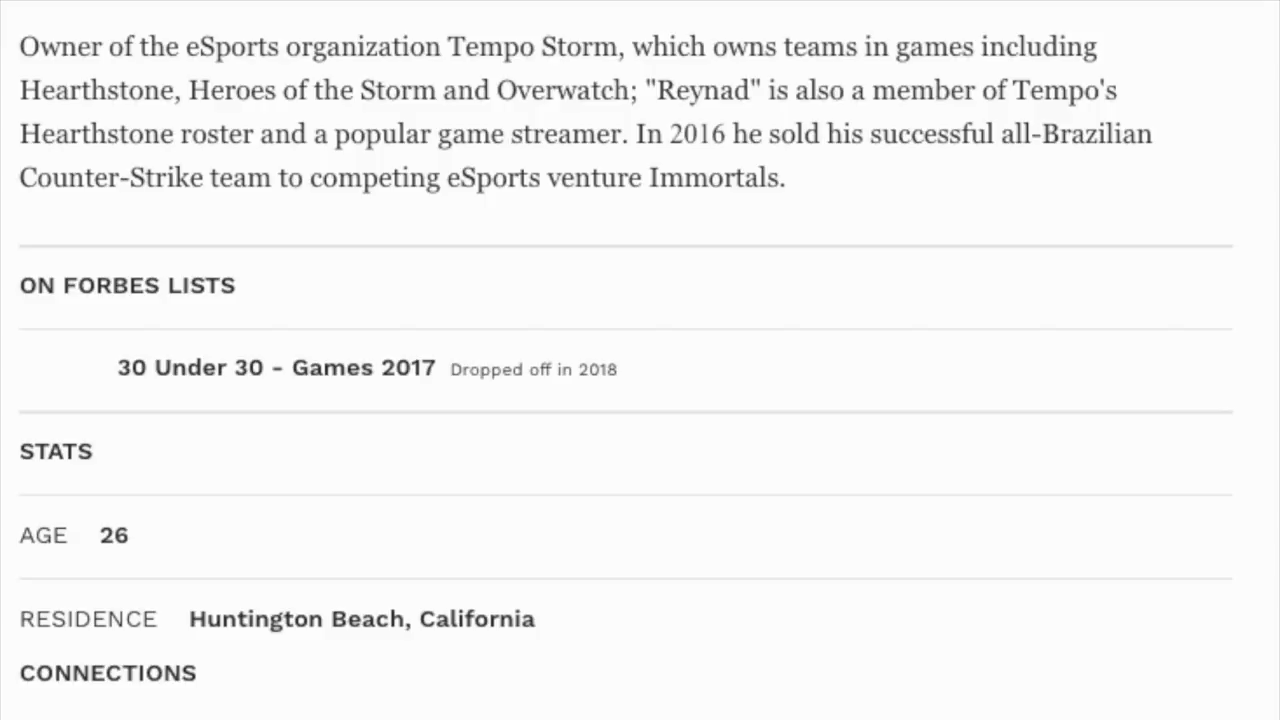 Owner of the eSports organization Tempo Storm, which owns teams in games including
Hearthstone, Heroes of the Storm and Overwatch; "Reynad" is also a member of Tempo's
Hearthstone roster and a popular game streamer. In 2016 he sold his successful all-Brazilian
Counter-Strike team to competing eSports venture Immortals.
ON FORBES LISTS
30 Under 30 - Games 2017 Dropped off in 2018
STATS
AGE 26
RESIDENCE Huntington Beach, California
CONNECTIONS